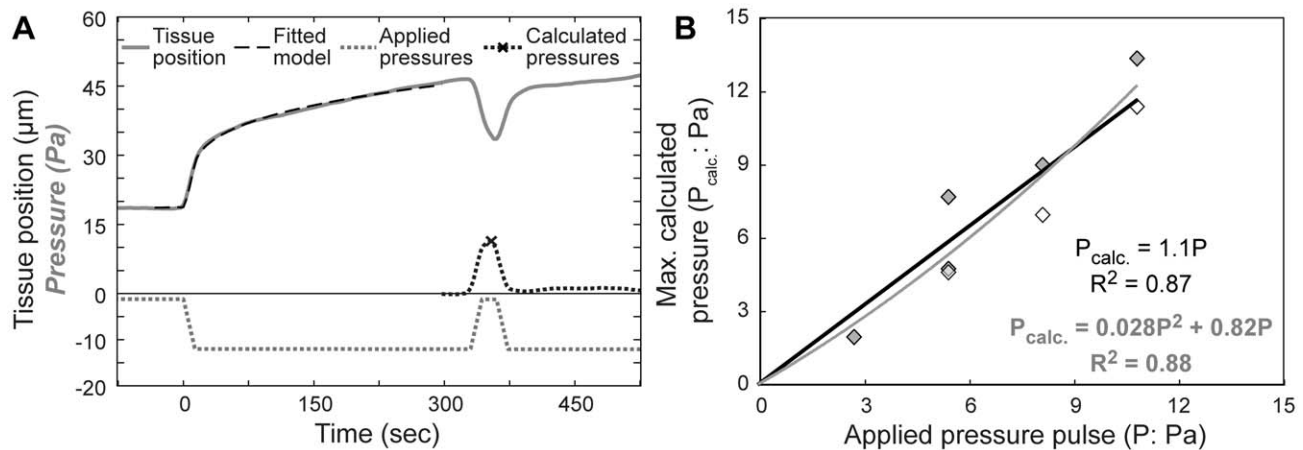 A
Tissue position (µm)
Pressure (Pa)
60
45
30
15
0
-10
-20
Tissue position
Fitted model
Applied pressures
Calculated pressures
0
150
300
450
Time (sec)
B
Max. calculated
pressure (Pcalc.: Pa)
15
12
9
6
3
0
Pcalc. = 1.1P
R² = 0.87
Pcalc. = 0.028P² + 0.82P
R² = 0.88
0
3
6
9
12
15
Applied pressure pulse (P: Pa)